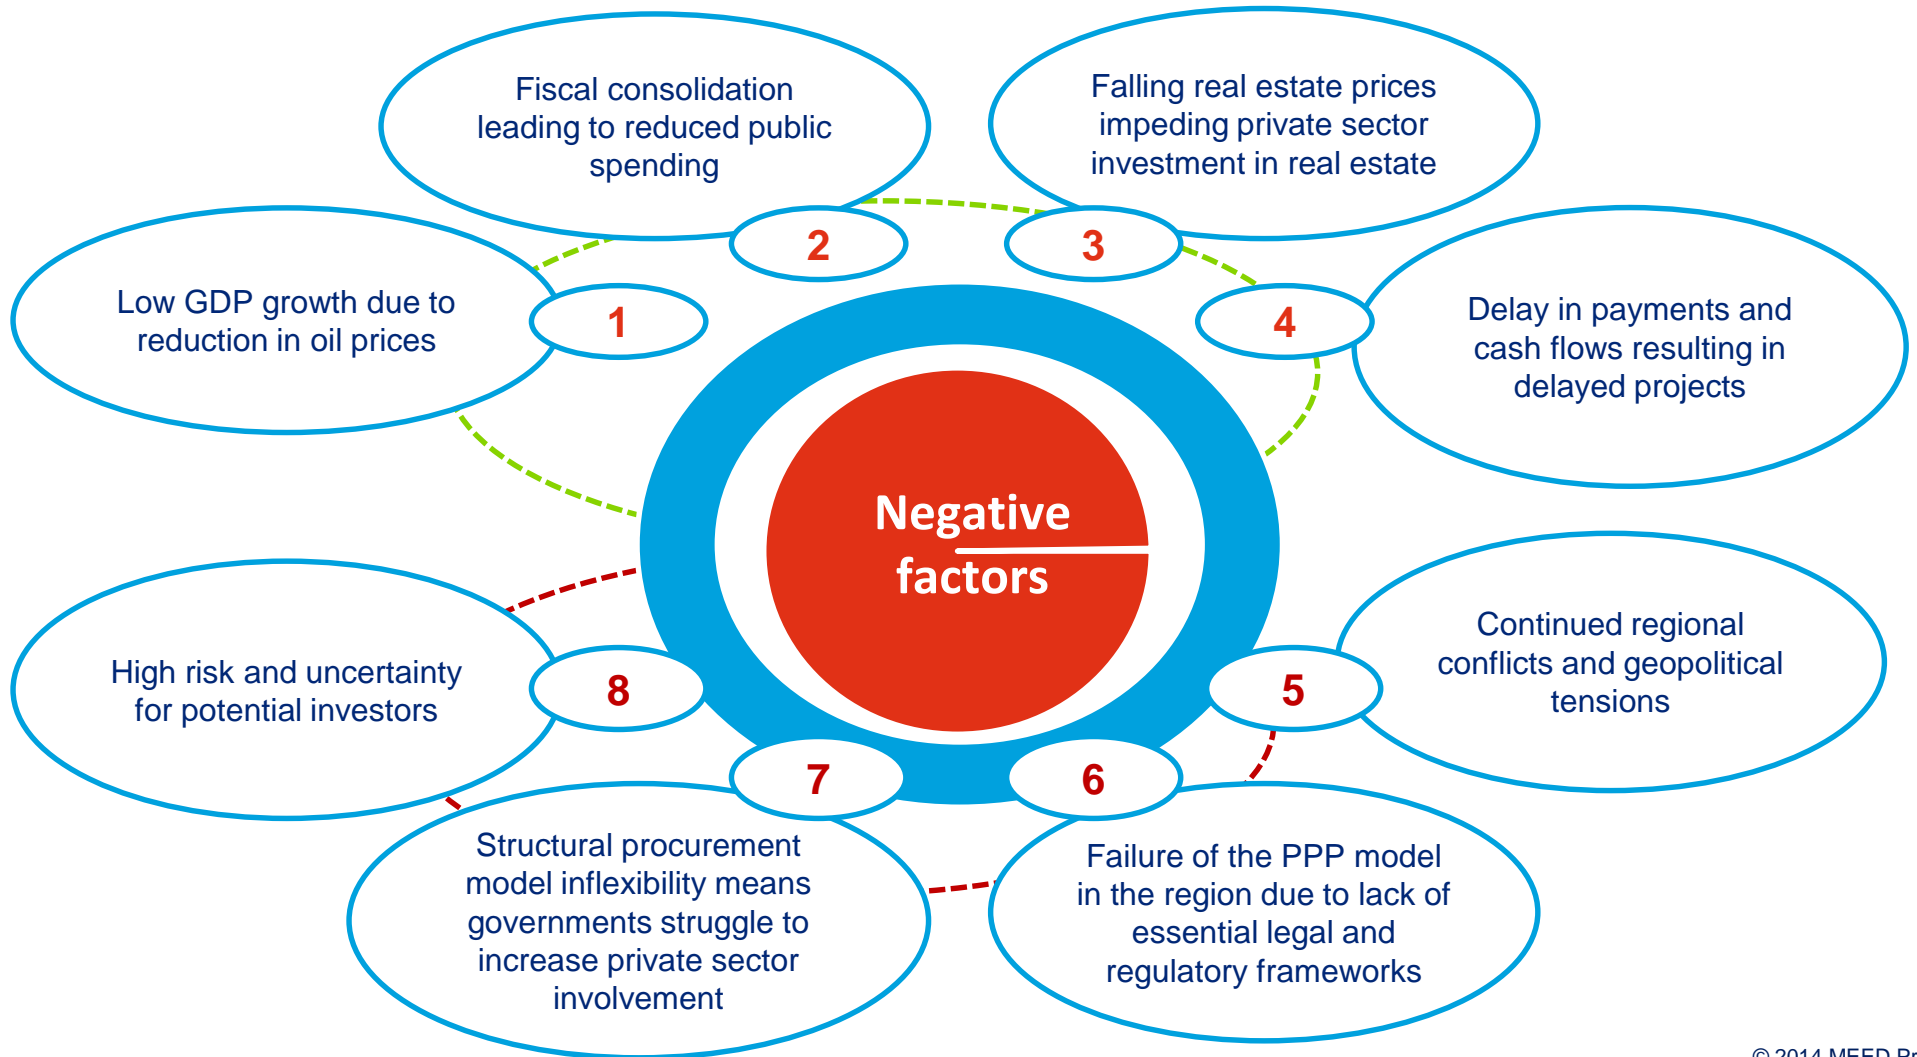 Fiscal consolidation
leading to reduced public
spending
2
Falling real estate prices
impeding private sector
investment in real estate
3
Low GDP growth due to
reduction in oil prices
1
4
Delay in payments and
cash flows resulting in
delayed projects
Negative
factors
High risk and uncertainty
for potential investors
8
5
Continued regional
conflicts and geopolitical
tensions
7
Structural procurement
model inflexibility means
governments struggle to
increase private sector
involvement
6
Failure of the PPP model
in the region due to lack of
essential legal and
regulatory frameworks
© 2014 MEED Pr